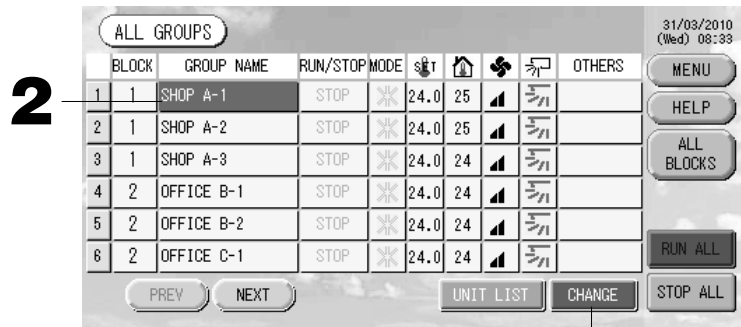 ALL GROUPS
31/03/2010
(Wed) 08:33
BLOCK GROUP NAME RUN/STOP MODE SET OTHERS
MENU
2
1 1 SHOP A-1 STOP 24.0 25
HELP
2 1 SHOP A-2 STOP 24.0 25
ALL
BLOCKS
3 1 SHOP A-3 STOP 24.0 24
4 2 OFFICE B-1 STOP 24.0 24
5 2 OFFICE B-2 STOP 24.0 24
RUN ALL
6 2 OFFICE C-1 STOP 24.0 24
PREV NEXT UNIT LIST CHANGE STOP ALL